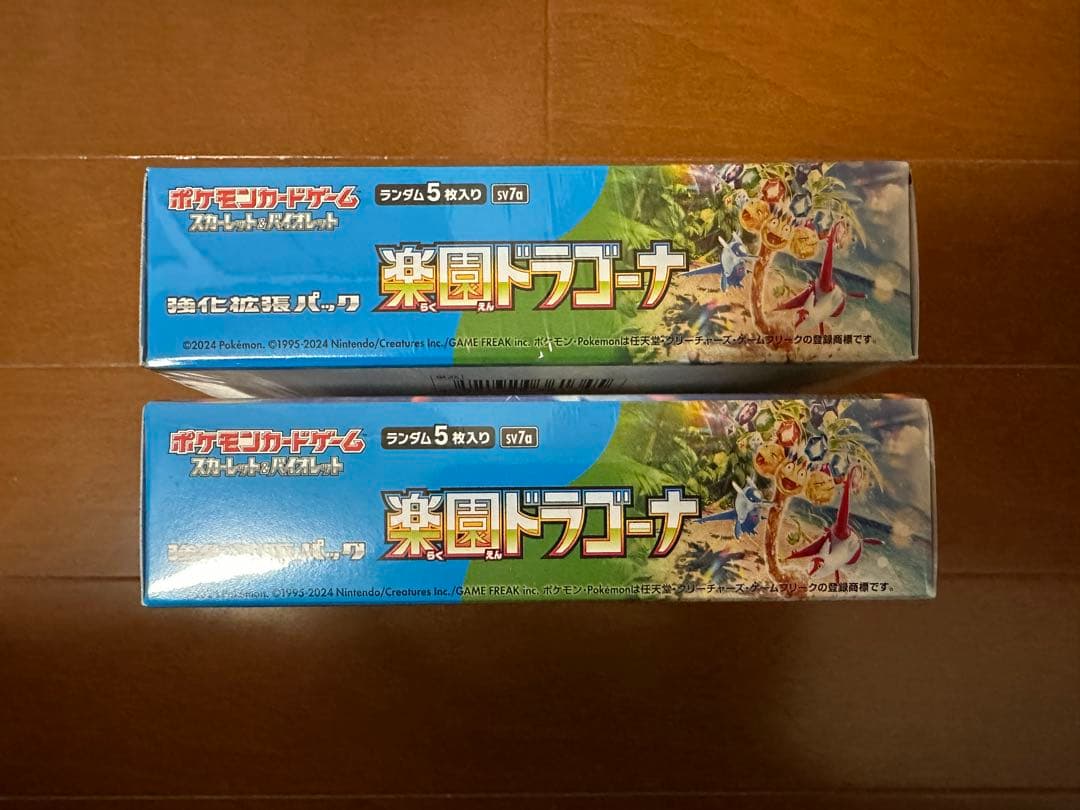 ポケモンカードゲーム
スカーレット&バイオレット
ランダム5枚入り sv7a
強化拡張パック
楽園ドラゴーナ
らく えん
©2024 Pokémon. ©1995-2024 Nintendo/Creatures Inc./GAME FREAK inc. ポケモン・Pokémonは任天堂・クリーチャーズ・ゲームフリークの登録商標です。
ポケモンカードゲーム
スカーレット&バイオレット
ランダム5枚入り sv7a
強化拡張パック
楽園ドラゴーナ
らく えん
©2024 Pokémon. ©1995-2024 Nintendo/Creatures Inc./GAME FREAK inc. ポケモン・Pokémonは任天堂・クリーチャーズ・ゲームフリークの登録商標です。